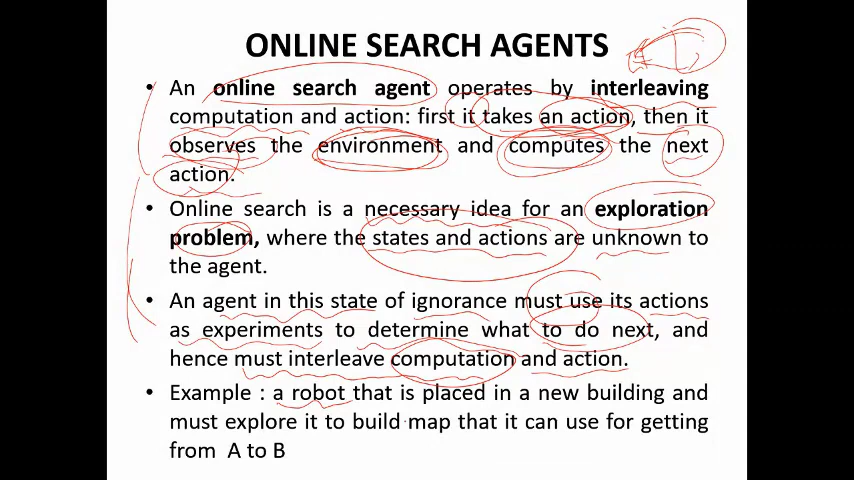 ONLINE SEARCH AGENTS
• An online search agent operates by interleaving
computation and action: first it takes an action, then it
observes the environment and computes the next
action.
• Online search is a necessary idea for an exploration
problem, where the states and actions are unknown to
the agent.
• An agent in this state of ignorance must use its actions
as experiments to determine what to do next, and
hence must interleave computation and action.
• Example : a robot that is placed in a new building and
must explore it to build map that it can use for getting
from A to B